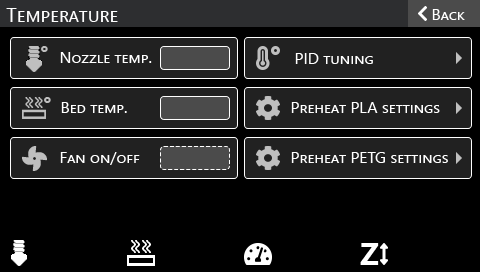 Temperature
Back
Nozzle temp.
PID tuning
Bed temp.
Preheat PLA settings
Fan on/off
Preheat PETG settings
Z